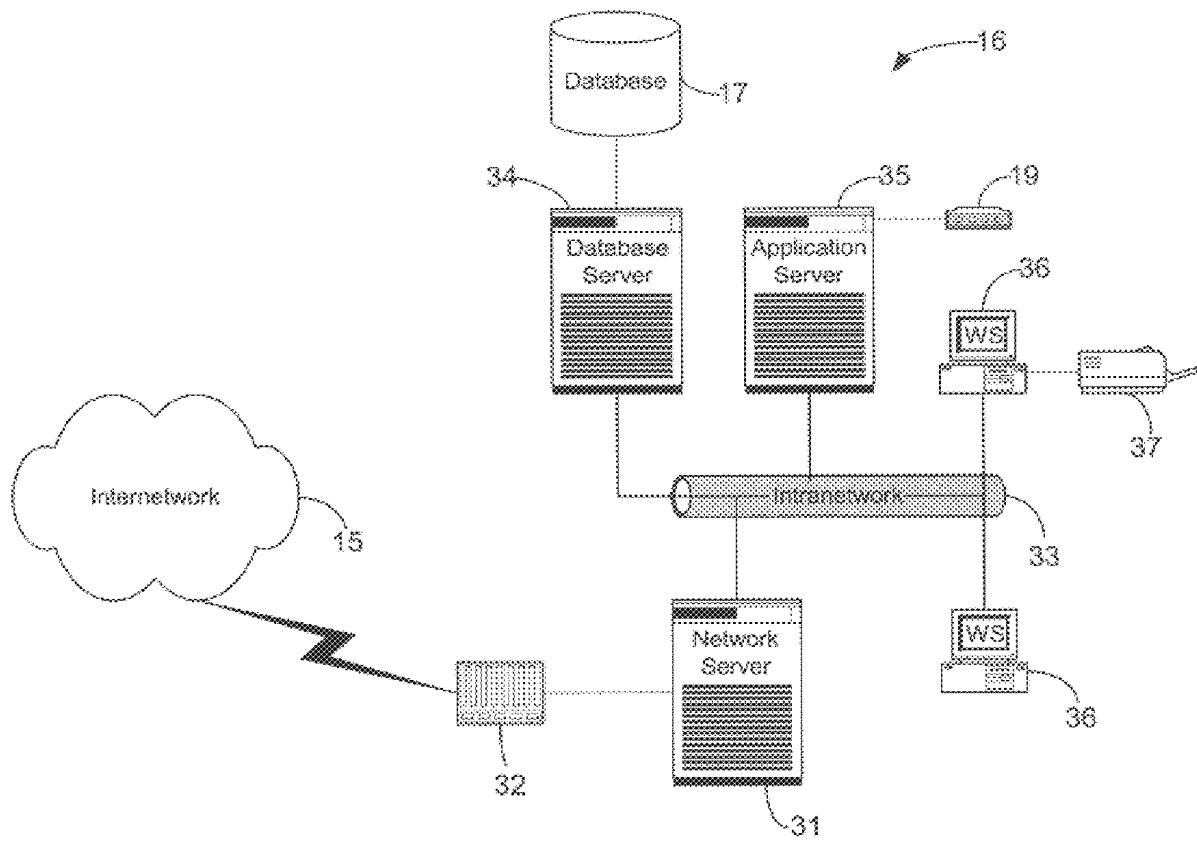 16
Database
17
34
35
19
Database
Server
Application
Server
36
WS
37
Internetwork
Intranetwork
15
33
Network
Server
WS
36
32
31